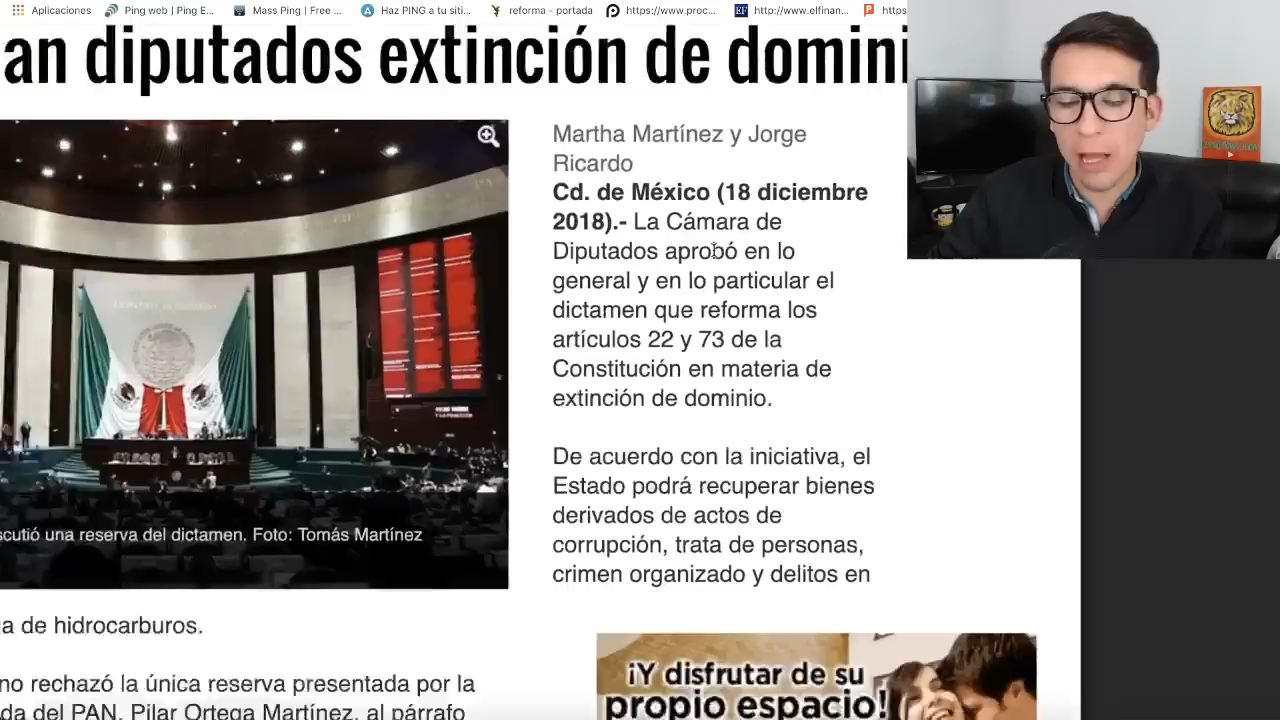 Aplicaciones Ping web | Ping E... Mass Ping | Free ... Haz PING a tu siti... reforma - portada https://www.proc... http://www.elfinan... https
an diputados extinción de domini
Martha Martínez y Jorge
Ricardo
Cd. de México (18 diciembre
2018).- La Cámara de
Diputados aprobó en lo
general y en lo particular el
dictamen que reforma los
artículos 22 y 73 de la
Constitución en materia de
extinción de dominio.
De acuerdo con la iniciativa, el
Estado podrá recuperar bienes
derivados de actos de
corrupción, trata de personas,
crimen organizado y delitos en
scutió una reserva del dictamen. Foto: Tomás Martínez
a de hidrocarburos.
no rechazó la única reserva presentada por la
da del PAN, Pilar Ortega Martínez, al párrafo
¡Y disfrutar de su
propio espacio!